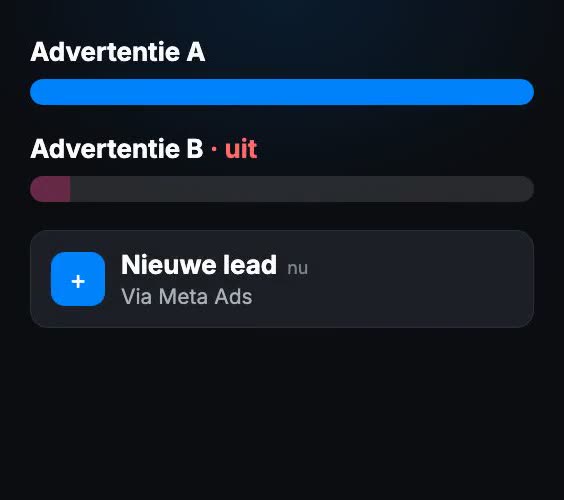 Advertentie A
Advertentie B · uit
+
Nieuwe lead nu
Via Meta Ads